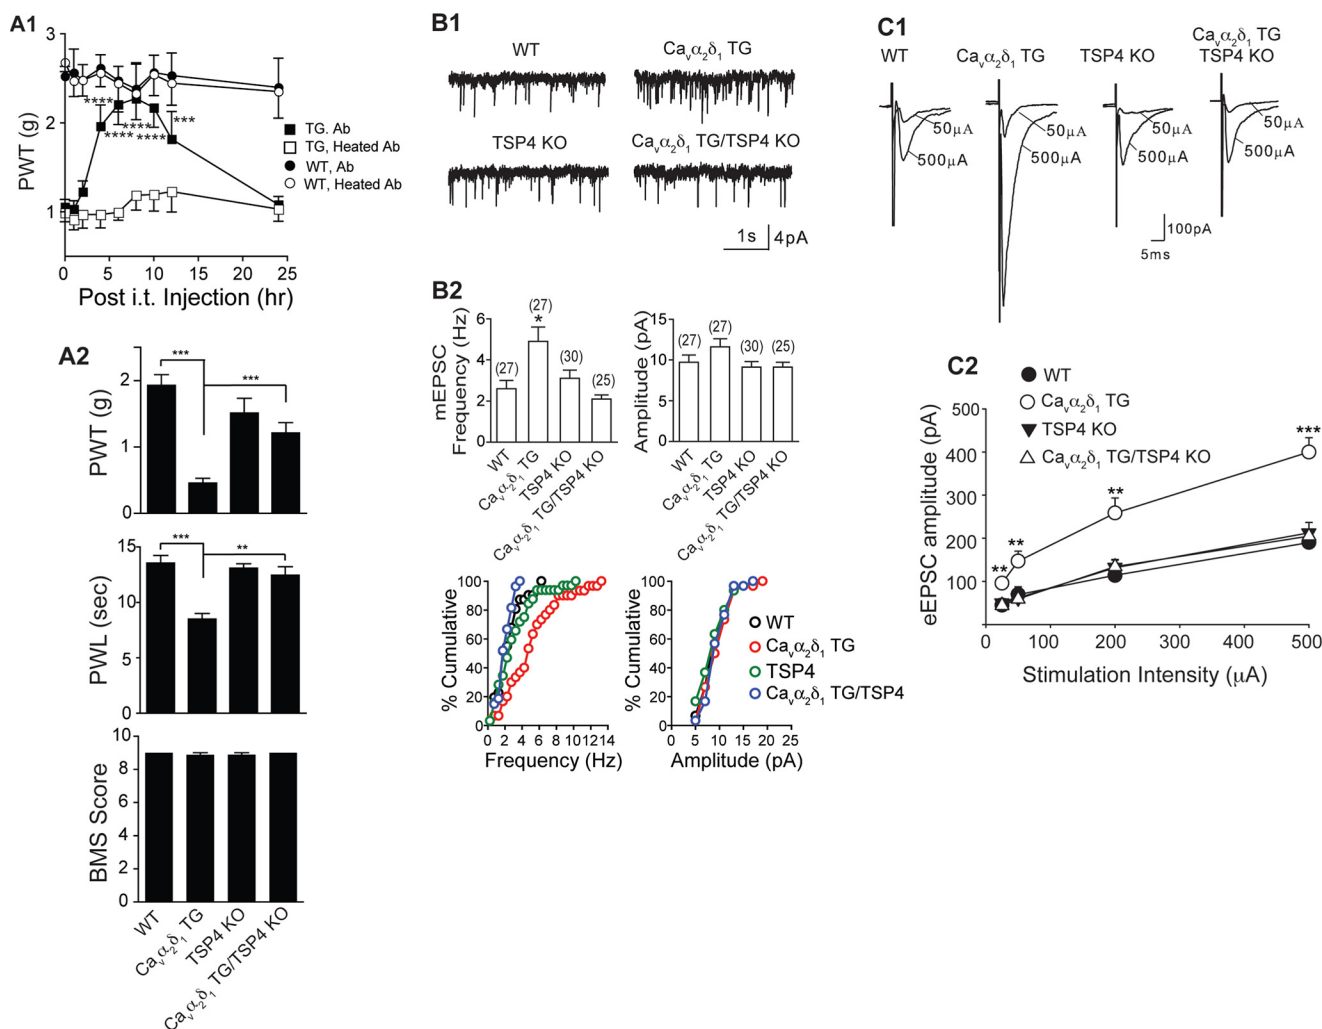 A1
3
2
1
PWT (g)
****
****
****
****
***
0 5 10 15 20 25
Post i.t. Injection (hr)
TG. Ab
TG, Heated Ab
WT, Ab
WT, Heated Ab
A2
***
***
2
1
0
PWT (g)
***
**
15
10
5
0
PWL (sec)
10
8
6
4
2
0
BMS Score
WT
Cavα2δ1 TG
TSP4 KO
Cavα2δ1 TG/TSP4 KO
B1
WT
Cavα2δ1 TG
TSP4 KO
Cavα2δ1 TG/TSP4 KO
1s
4pA
B2
mEPSC
Frequency (Hz)
6
4
2
0
(27)
(27)
*
(30)
(25)
WT
Cavα2δ1 TG
TSP4 KO
Cavα2δ1 TG/TSP4 KO
Amplitude (pA)
15
10
5
0
(27)
(27)
(30)
(25)
WT
Cavα2δ1 TG
TSP4 KO
Cavα2δ1 TG/TSP4 KO
% Cumulative
100
80
60
40
20
0
0 2 4 6 8 10 12 14
Frequency (Hz)
% Cumulative
100
80
60
40
20
0
0 5 10 15 20 25
Amplitude (pA)
WT
Cavα2δ1 TG
TSP4
Cavα2δ1 TG/TSP4
C1
WT
Cavα2δ1 TG
TSP4 KO
Cavα2δ1 TG
TSP4 KO
50μA
500μA
50μA
500μA
50μA
500μA
50μA
500μA
100pA
5ms
C2
WT
Cavα2δ1 TG
TSP4 KO
Cavα2δ1 TG/TSP4 KO
eEPSC amplitude (pA)
500
400
300
200
100
**
**
**
***
0 100 200 300 400 500
Stimulation Intensity (μA)